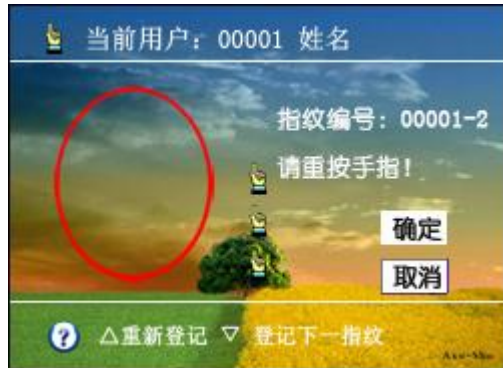 当前用户：00001 姓名
指纹编号：00001-2
请重按手指！
确定
取消
? △重新登记 ▽ 登记下一指纹